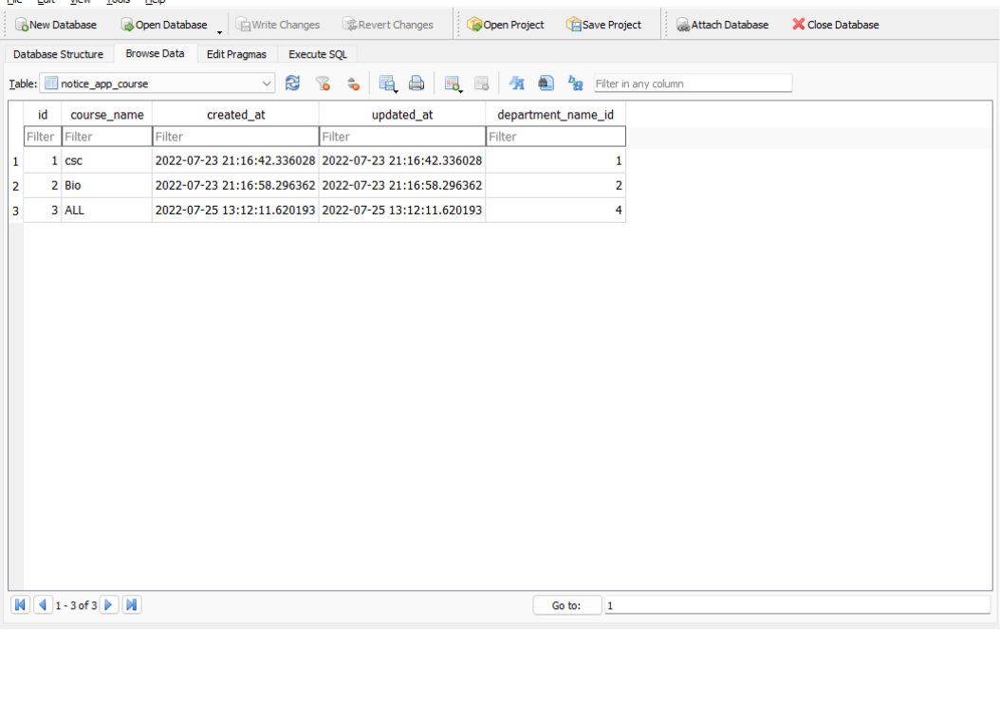 File Edit View Tools Help
New Database Open Database Write Changes Revert Changes Open Project Save Project Attach Database Close Database
Database Structure Browse Data Edit Pragmas Execute SQL
Table: notice_app_course Filter in any column
id course_name created_at updated_at department_name_id
Filter Filter Filter Filter Filter
1 1 csc 2022-07-23 21:16:42.336028 2022-07-23 21:16:42.336028 1
2 2 Bio 2022-07-23 21:16:58.296362 2022-07-23 21:16:58.296362 2
3 3 ALL 2022-07-25 13:12:11.620193 2022-07-25 13:12:11.620193 4
1 - 3 of 3 Go to: 1